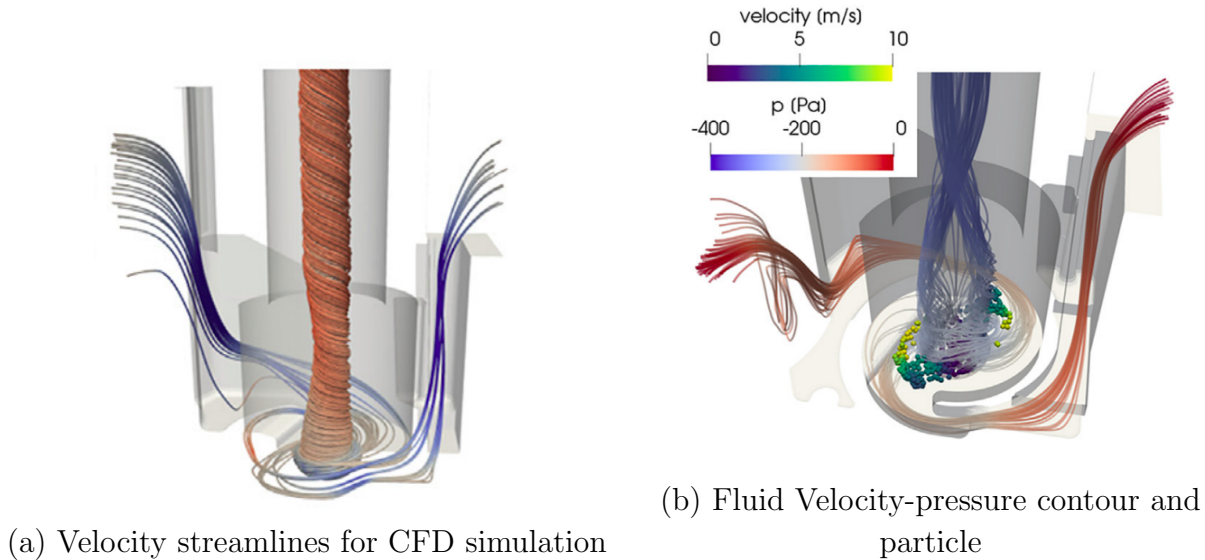 velocity (m/s)
0 5 10
p (Pa)
-400 -200 0
(a) Velocity streamlines for CFD simulation
(b) Fluid Velocity-pressure contour and
particle